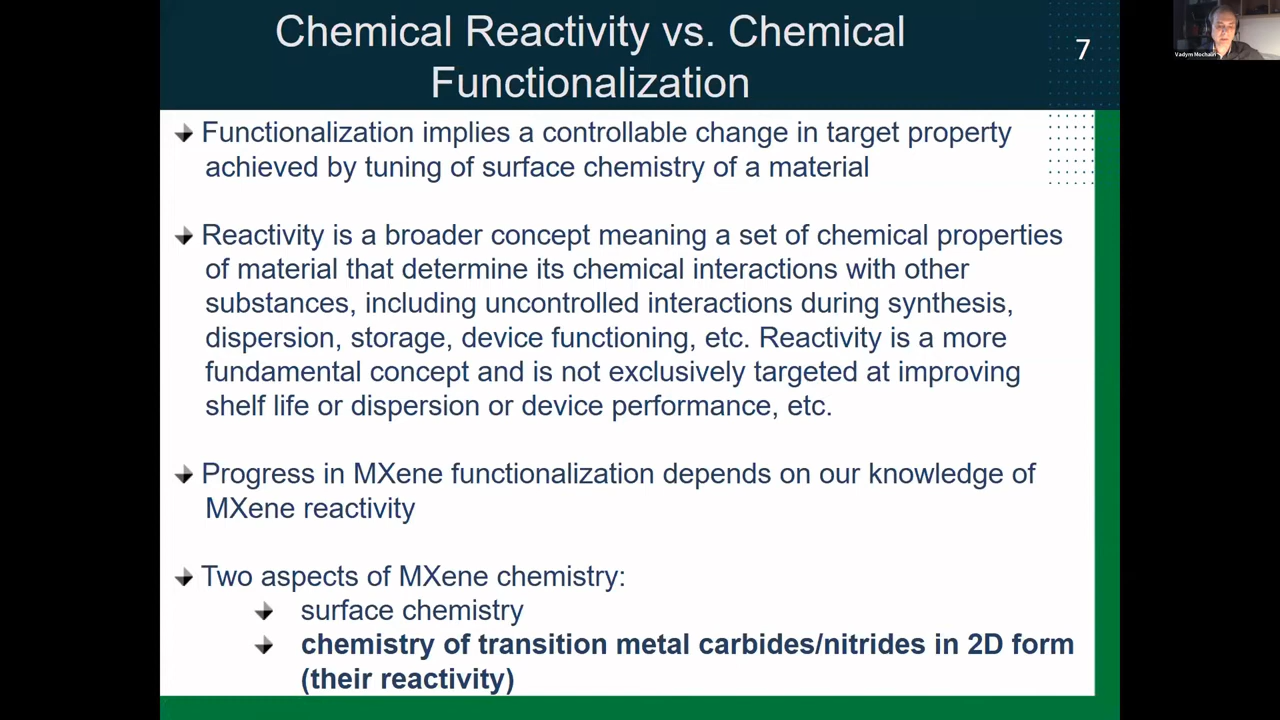 Chemical Reactivity vs. Chemical
Functionalization
7
Vadym Mochalin
Functionalization implies a controllable change in target property
achieved by tuning of surface chemistry of a material
Reactivity is a broader concept meaning a set of chemical properties
of material that determine its chemical interactions with other
substances, including uncontrolled interactions during synthesis,
dispersion, storage, device functioning, etc. Reactivity is a more
fundamental concept and is not exclusively targeted at improving
shelf life or dispersion or device performance, etc.
Progress in MXene functionalization depends on our knowledge of
MXene reactivity
Two aspects of MXene chemistry:
surface chemistry
chemistry of transition metal carbides/nitrides in 2D form
(their reactivity)